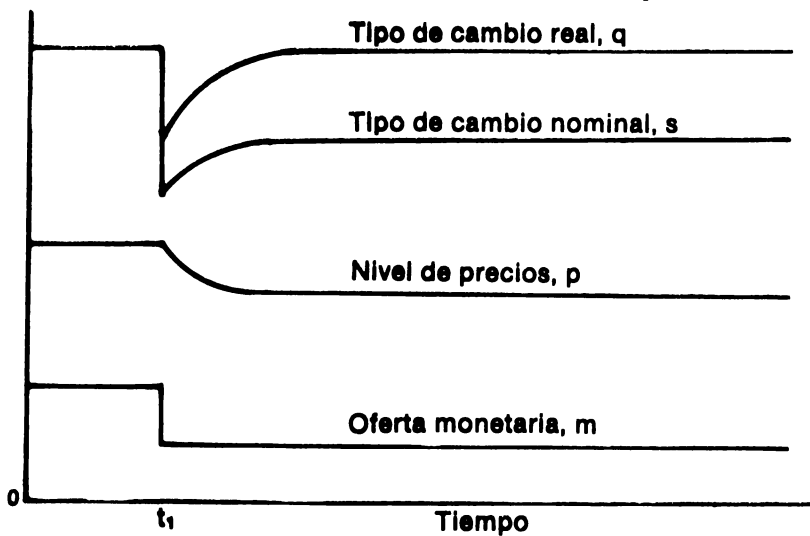 Tipo de cambio real, q
Tipo de cambio nominal, s
Nivel de precios, p
Oferta monetaria, m
0
t₁
Tiempo